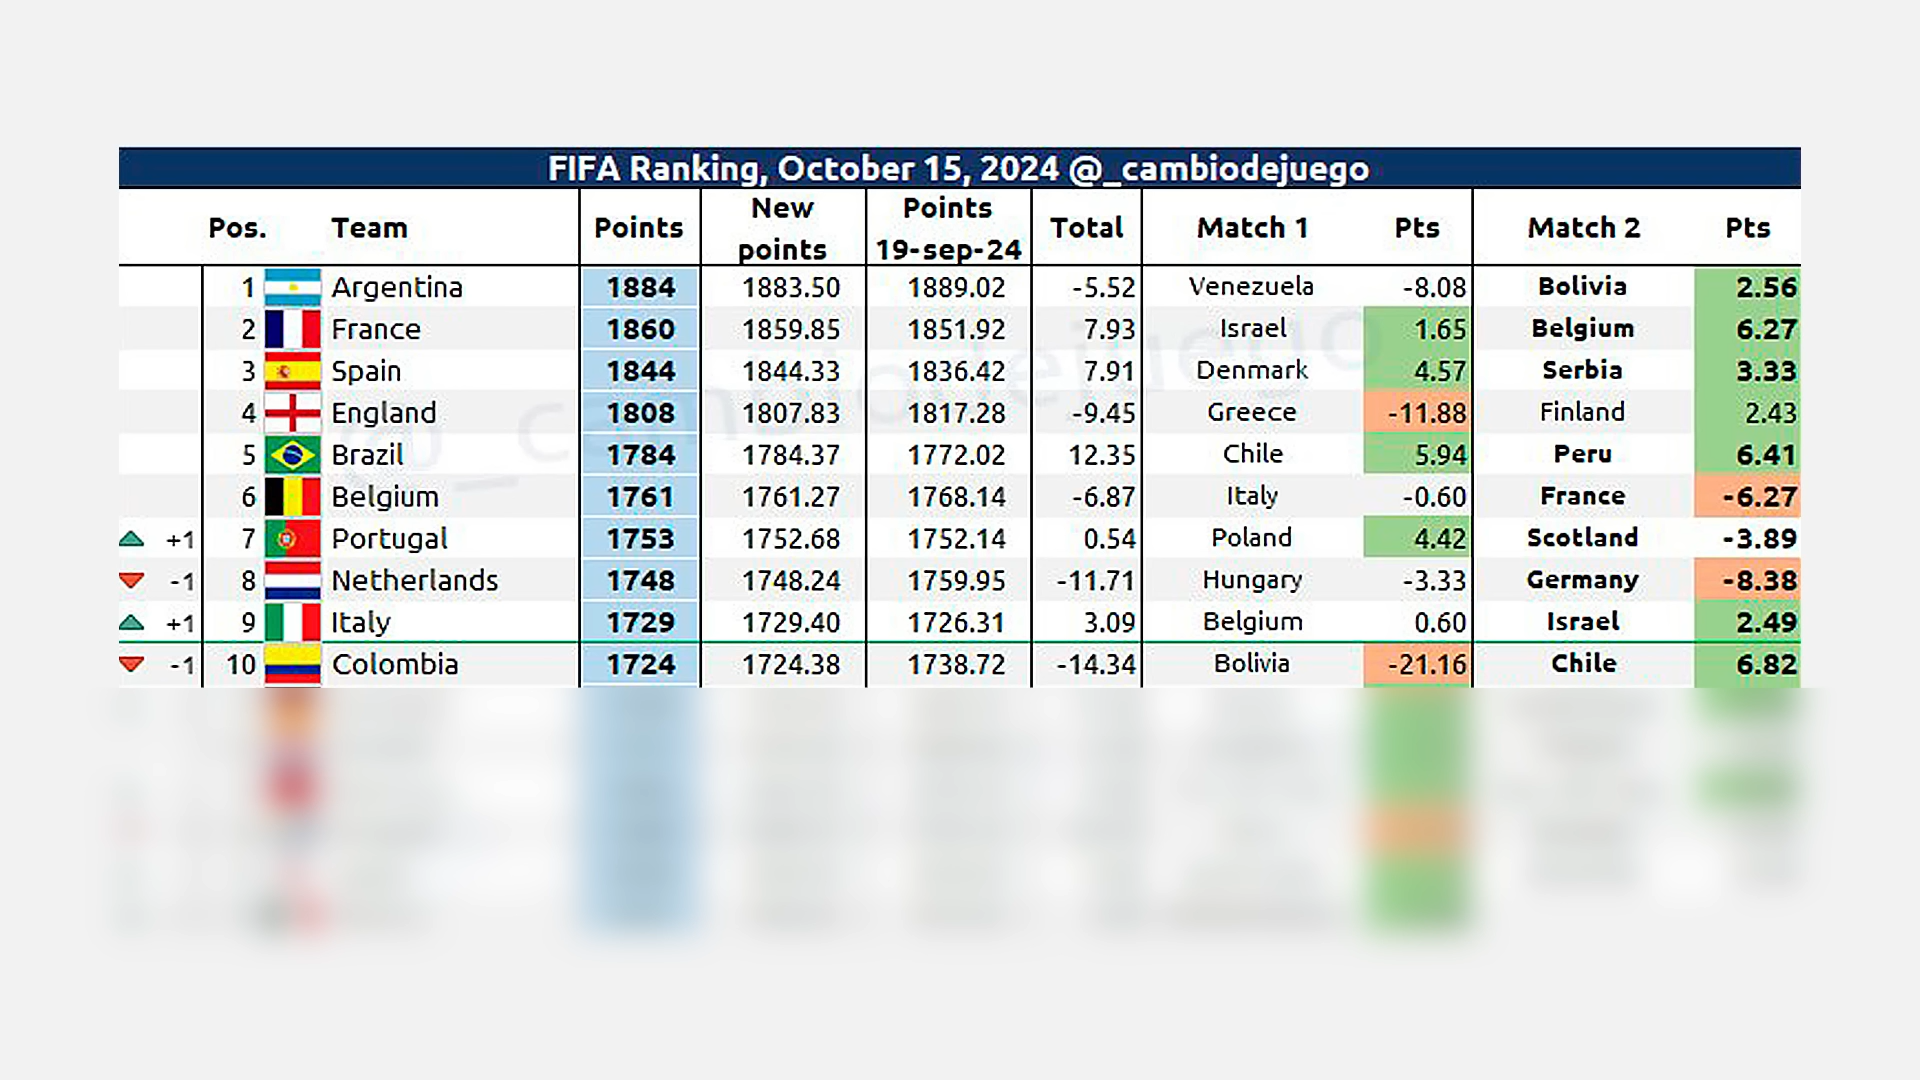 FIFA Ranking, October 15, 2024 @_cambiodejuego
Pos. Team Points New points Points 19-sep-24 Total Match 1 Pts Match 2 Pts
1 Argentina 1884 1883.50 1889.02 -5.52 Venezuela -8.08 Bolivia 2.56
2 France 1860 1859.85 1851.92 7.93 Israel 1.65 Belgium 6.27
3 Spain 1844 1844.33 1836.42 7.91 Denmark 4.57 Serbia 3.33
4 England 1808 1807.83 1817.28 -9.45 Greece -11.88 Finland 2.43
5 Brazil 1784 1784.37 1772.02 12.35 Chile 5.94 Peru 6.41
6 Belgium 1761 1761.27 1768.14 -6.87 Italy -0.60 France -6.27
+1 7 Portugal 1753 1752.68 1752.14 0.54 Poland 4.42 Scotland -3.89
-1 8 Netherlands 1748 1748.24 1759.95 -11.71 Hungary -3.33 Germany -8.38
+1 9 Italy 1729 1729.40 1726.31 3.09 Belgium 0.60 Israel 2.49
-1 10 Colombia 1724 1724.38 1738.72 -14.34 Bolivia -21.16 Chile 6.82
@_cambiodejuego